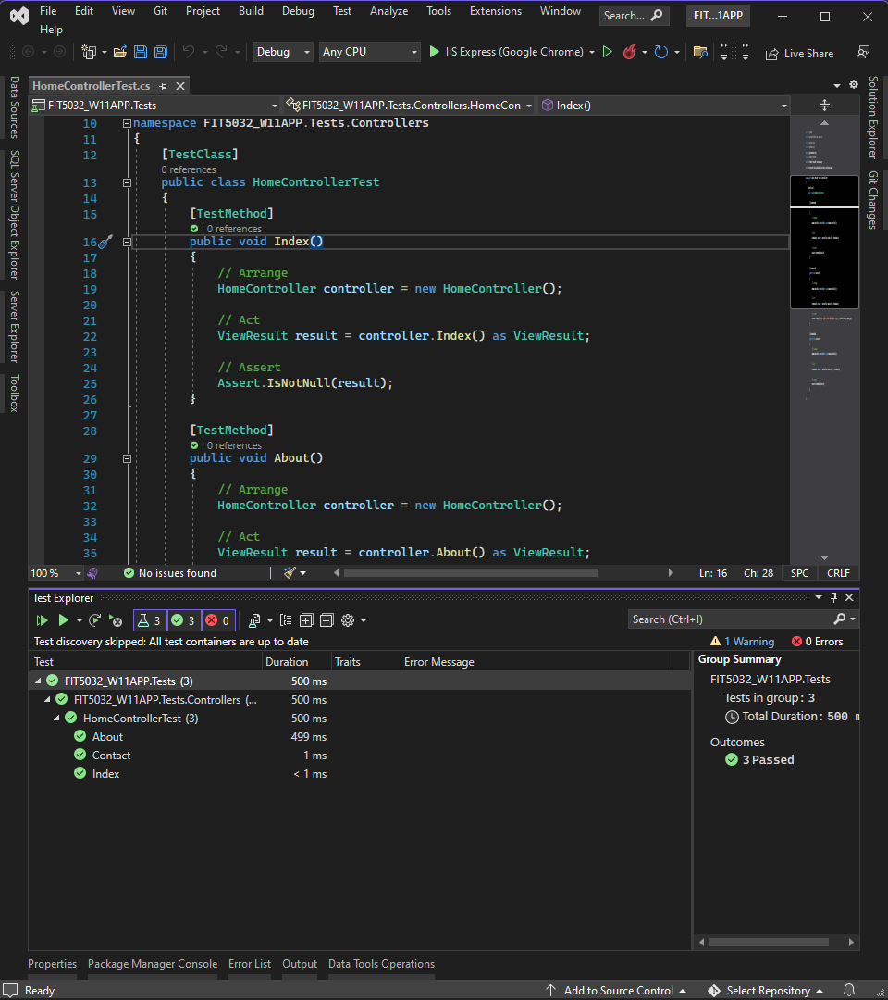 File Edit View Git Project Build Debug Test Analyze Tools Extensions Window Search... FIT...1APP
Help
Debug Any CPU IIS Express (Google Chrome) Live Share
Data Sources
SQL Server Object Explorer
Server Explorer
Toolbox
Solution Explorer
Git Changes
HomeControllerTest.cs
FIT5032_W11APP.Tests FIT5032_W11APP.Tests.Controllers.HomeCon Index()
10 namespace FIT5032_W11APP.Tests.Controllers
11 {
12 [TestClass]
0 references
13 public class HomeControllerTest
14 {
15 [TestMethod]
| 0 references
16 public void Index()
17 {
18 // Arrange
19 HomeController controller = new HomeController();
20
21 // Act
22 ViewResult result = controller.Index() as ViewResult;
23
24 // Assert
25 Assert.IsNotNull(result);
26 }
27
28 [TestMethod]
| 0 references
29 public void About()
30 {
31 // Arrange
32 HomeController controller = new HomeController();
33
34 // Act
35 ViewResult result = controller.About() as ViewResult;
100 % No issues found Ln: 16 Ch: 28 SPC CRLF
Test Explorer
3 3 0 Search (Ctrl+I)
Test discovery skipped: All test containers are up to date 1 Warning 0 Errors
Test Duration Traits Error Message
FIT5032_W11APP.Tests (3) 500 ms
FIT5032_W11APP.Tests.Controllers (... 500 ms
HomeControllerTest (3) 500 ms
About 499 ms
Contact 1 ms
Index < 1 ms
Group Summary
FIT5032_W11APP.Tests
Tests in group: 3
Total Duration: 500 m
Outcomes
3 Passed
Properties Package Manager Console Error List Output Data Tools Operations
Ready Add to Source Control Select Repository